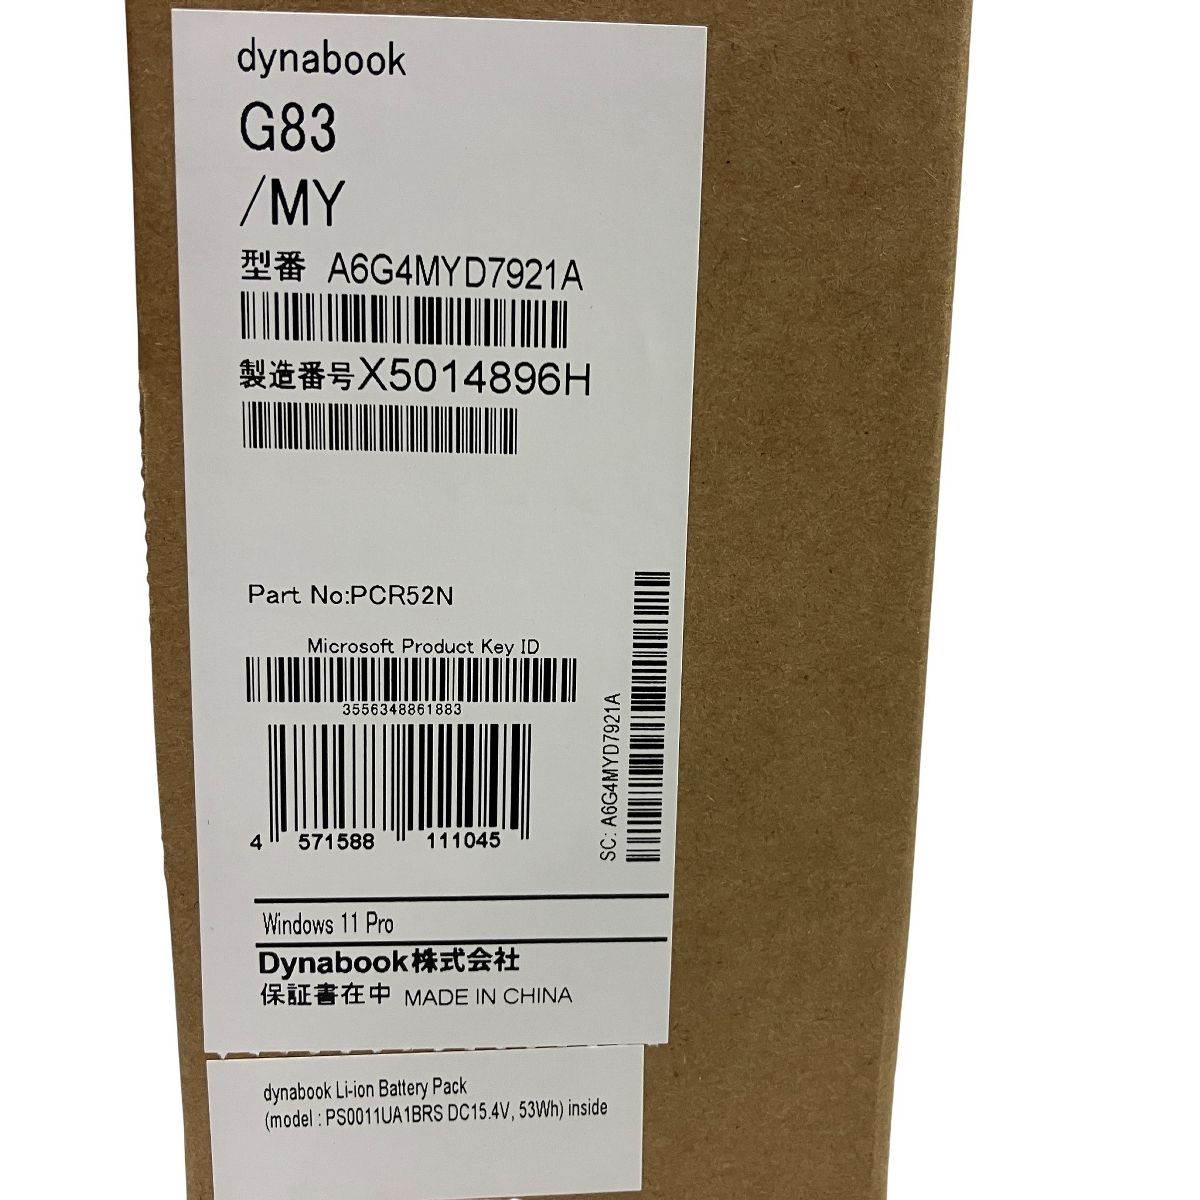 dynabook
G83
/MY
型番 A6G4MYD7921A
製造番号X5014896H
Part No:PCR52N
Microsoft Product Key ID
3556348861883
4 571588 111045
SC: A6G4MYD7921A
Windows 11 Pro
Dynabook株式会社
保証書在中 MADE IN CHINA
dynabook Li-ion Battery Pack
(model : PS0011UA1BRS DC15.4V, 53Wh) inside